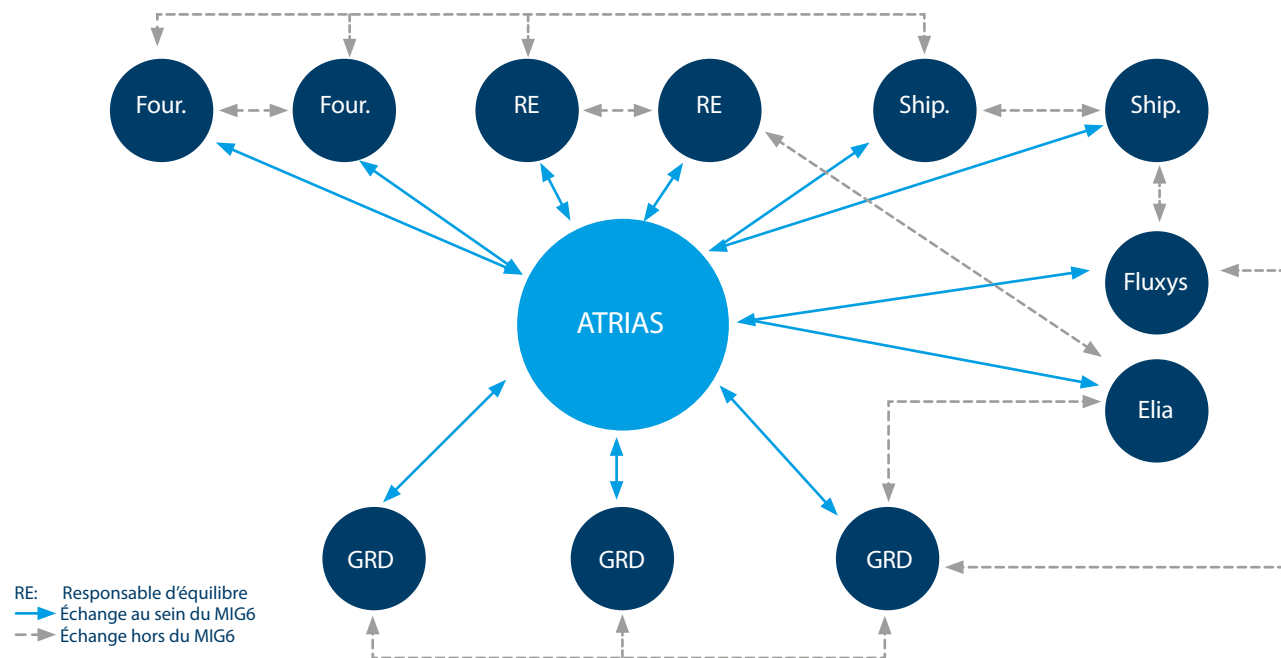 Four.
Four.
RE
RE
Ship.
Ship.
Fluxys
ATRIAS
Elia
GRD
GRD
GRD
RE: Responsable d'équilibre
Échange au sein du MIG6
Échange hors du MIG6